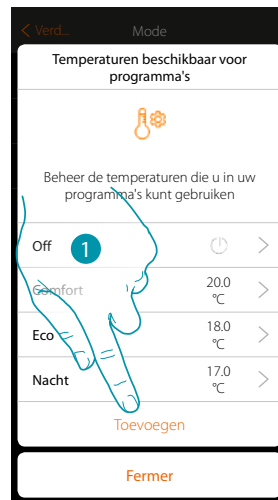 < Verd... Mode
Temperaturen beschikbaar voor
programma's
Beheer de temperaturen die u in uw
programma's kunt gebruiken
Off
1
Comfort 20.0
°C
Eco 18.0
°C
Nacht 17.0
°C
Toevoegen
Fermer